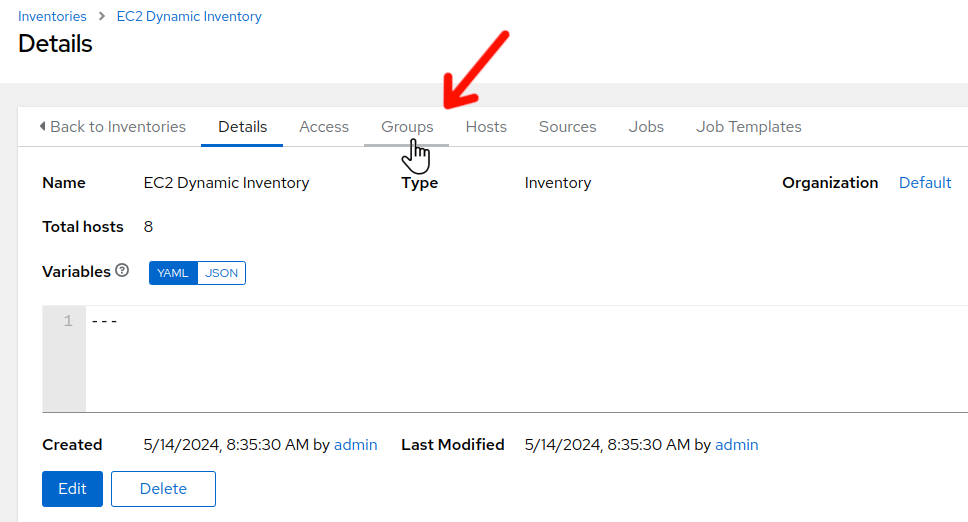 Inventories > EC2 Dynamic Inventory
Details
Back to Inventories Details Access Groups Hosts Sources Jobs Job Templates
Name EC2 Dynamic Inventory Type Inventory Organization Default
Total hosts 8
Variables ? YAML JSON
1 ---
Created 5/14/2024, 8:35:30 AM by admin Last Modified 5/14/2024, 8:35:30 AM by admin
Edit Delete